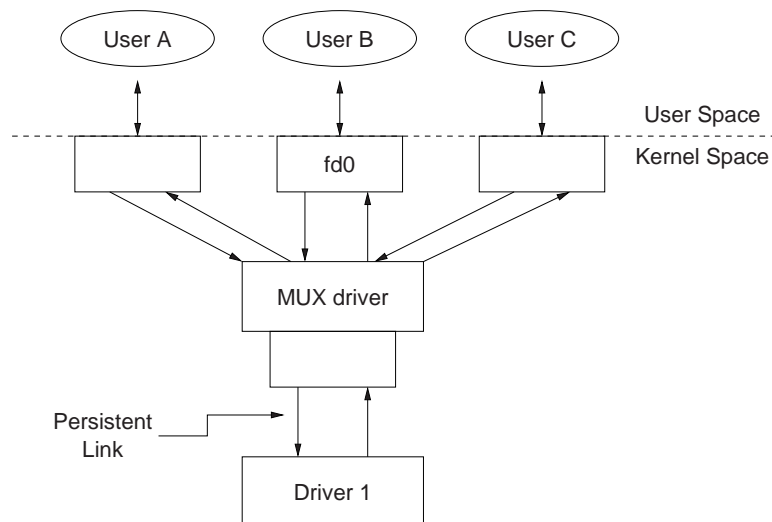 User A
User B
User C
User Space
Kernel Space
fd0
MUX driver
Persistent
Link
Driver 1